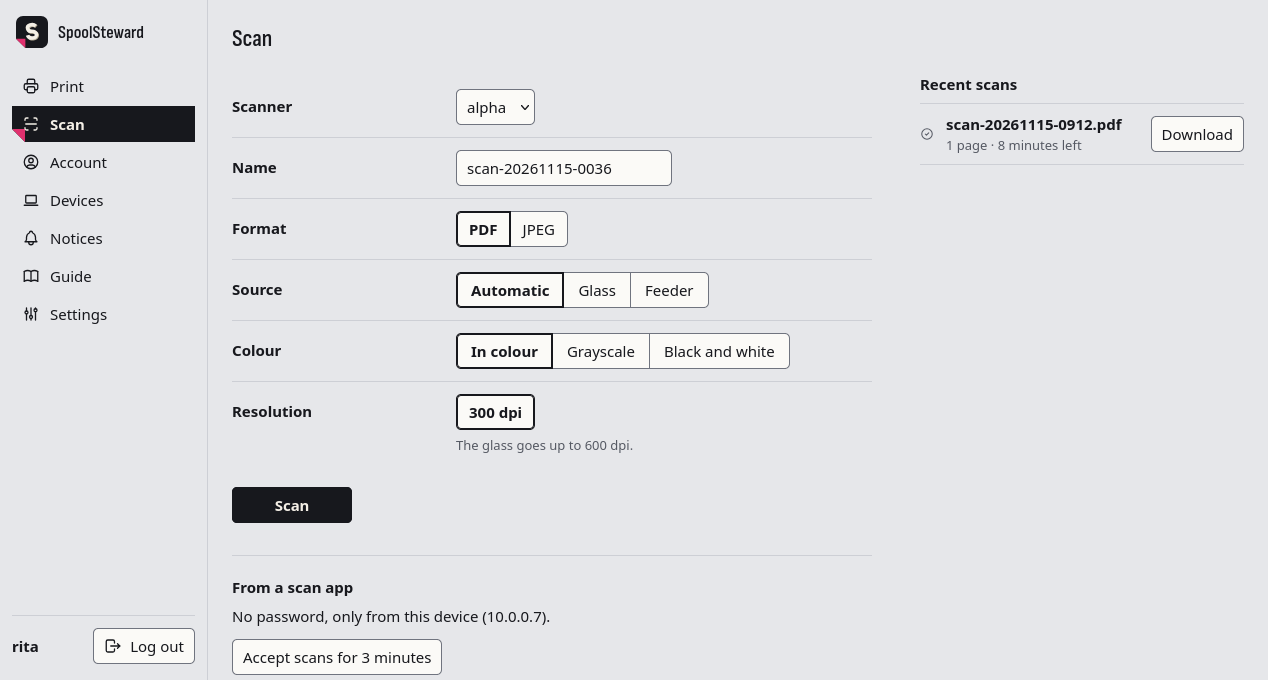 SpoolSteward
Print
Scan
Account
Devices
Notices
Guide
Settings
rita
Log out
Scan
Scanner
alpha
Name
scan-20261115-0036
Format
PDF JPEG
Source
Automatic Glass Feeder
Colour
In colour Grayscale Black and white
Resolution
300 dpi
The glass goes up to 600 dpi.
Scan
From a scan app
No password, only from this device (10.0.0.7).
Accept scans for 3 minutes
Recent scans
scan-20261115-0912.pdf
1 page · 8 minutes left
Download